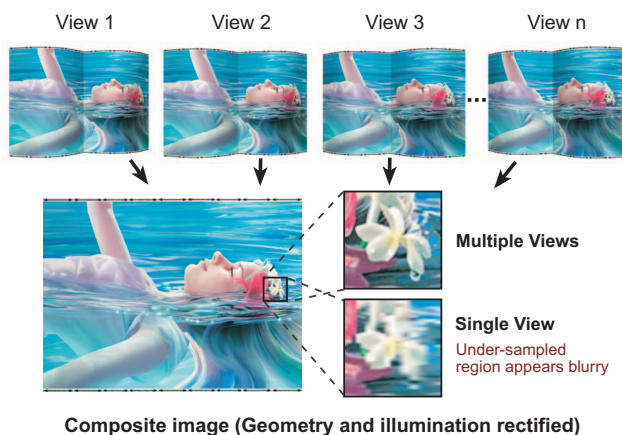 View 1 View 2 View 3 View n
...
Multiple Views
Single View
Under-sampled
region appears blurry
Composite image (Geometry and illumination rectified)